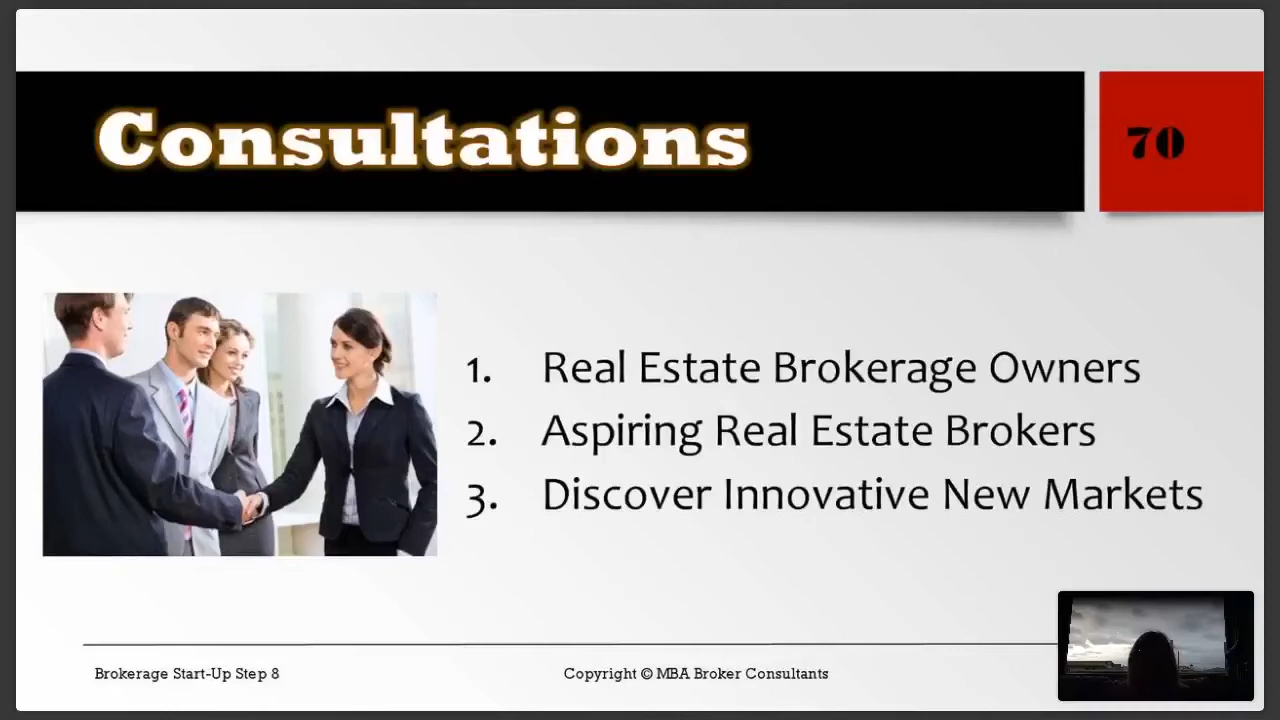 Consultations
70
1. Real Estate Brokerage Owners
2. Aspiring Real Estate Brokers
3. Discover Innovative New Markets
Brokerage Start-Up Step 8
Copyright © MBA Broker Consultants